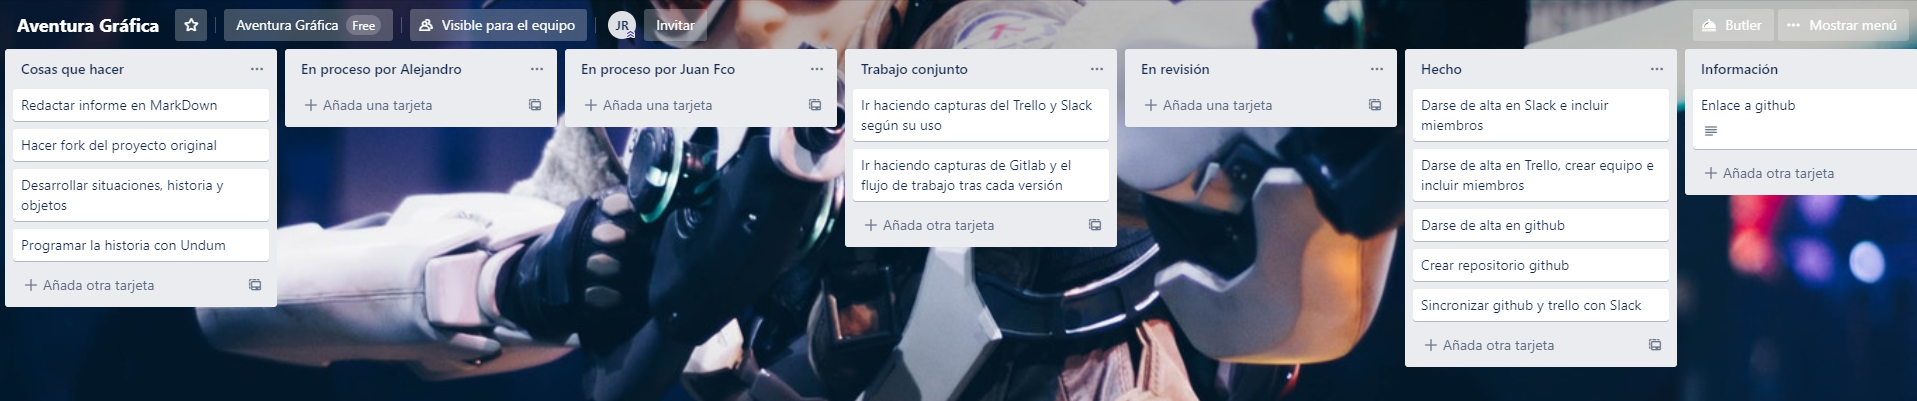 Aventura Gráfica
Aventura Gráfica Free
Visible para el equipo
JR
Invitar
Butler
Mostrar menú
Cosas que hacer
Redactar informe en MarkDown
Hacer fork del proyecto original
Desarrollar situaciones, historia y
objetos
Programar la historia con Undum
Añada otra tarjeta
En proceso por Alejandro
Añada una tarjeta
En proceso por Juan Fco
Añada una tarjeta
Trabajo conjunto
Ir haciendo capturas del Trello y Slack
según su uso
Ir haciendo capturas de Gitlab y el
flujo de trabajo tras cada versión
Añada otra tarjeta
En revisión
Añada una tarjeta
Hecho
Darse de alta en Slack e incluir
miembros
Darse de alta en Trello, crear equipo e
incluir miembros
Darse de alta en github
Crear repositorio github
Sincronizar github y trello con Slack
Añada otra tarjeta
Información
Enlace a github
Añada otra tarjeta